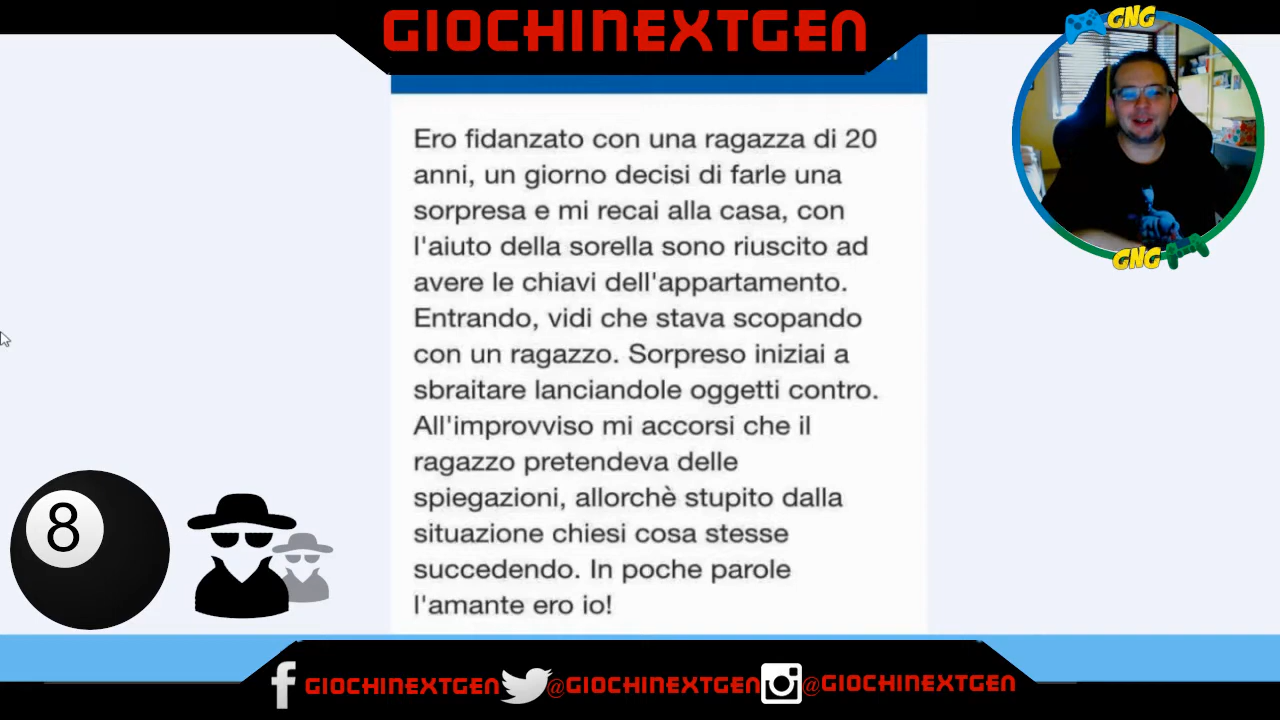 GIOCHINEXTGEN
GNG
Ero fidanzato con una ragazza di 20
anni, un giorno decisi di farle una
sorpresa e mi recai alla casa, con
l'aiuto della sorella sono riuscito ad
avere le chiavi dell'appartamento.
Entrando, vidi che stava scopando
con un ragazzo. Sorpreso iniziai a
sbraitare lanciandole oggetti contro.
All'improvviso mi accorsi che il
ragazzo pretendeva delle
spiegazioni, allorchè stupito dalla
situazione chiesi cosa stesse
succedendo. In poche parole
l'amante ero io!
GNG
8
GIOCHINEXTGEN @GIOCHINEXTGEN @GIOCHINEXTGEN